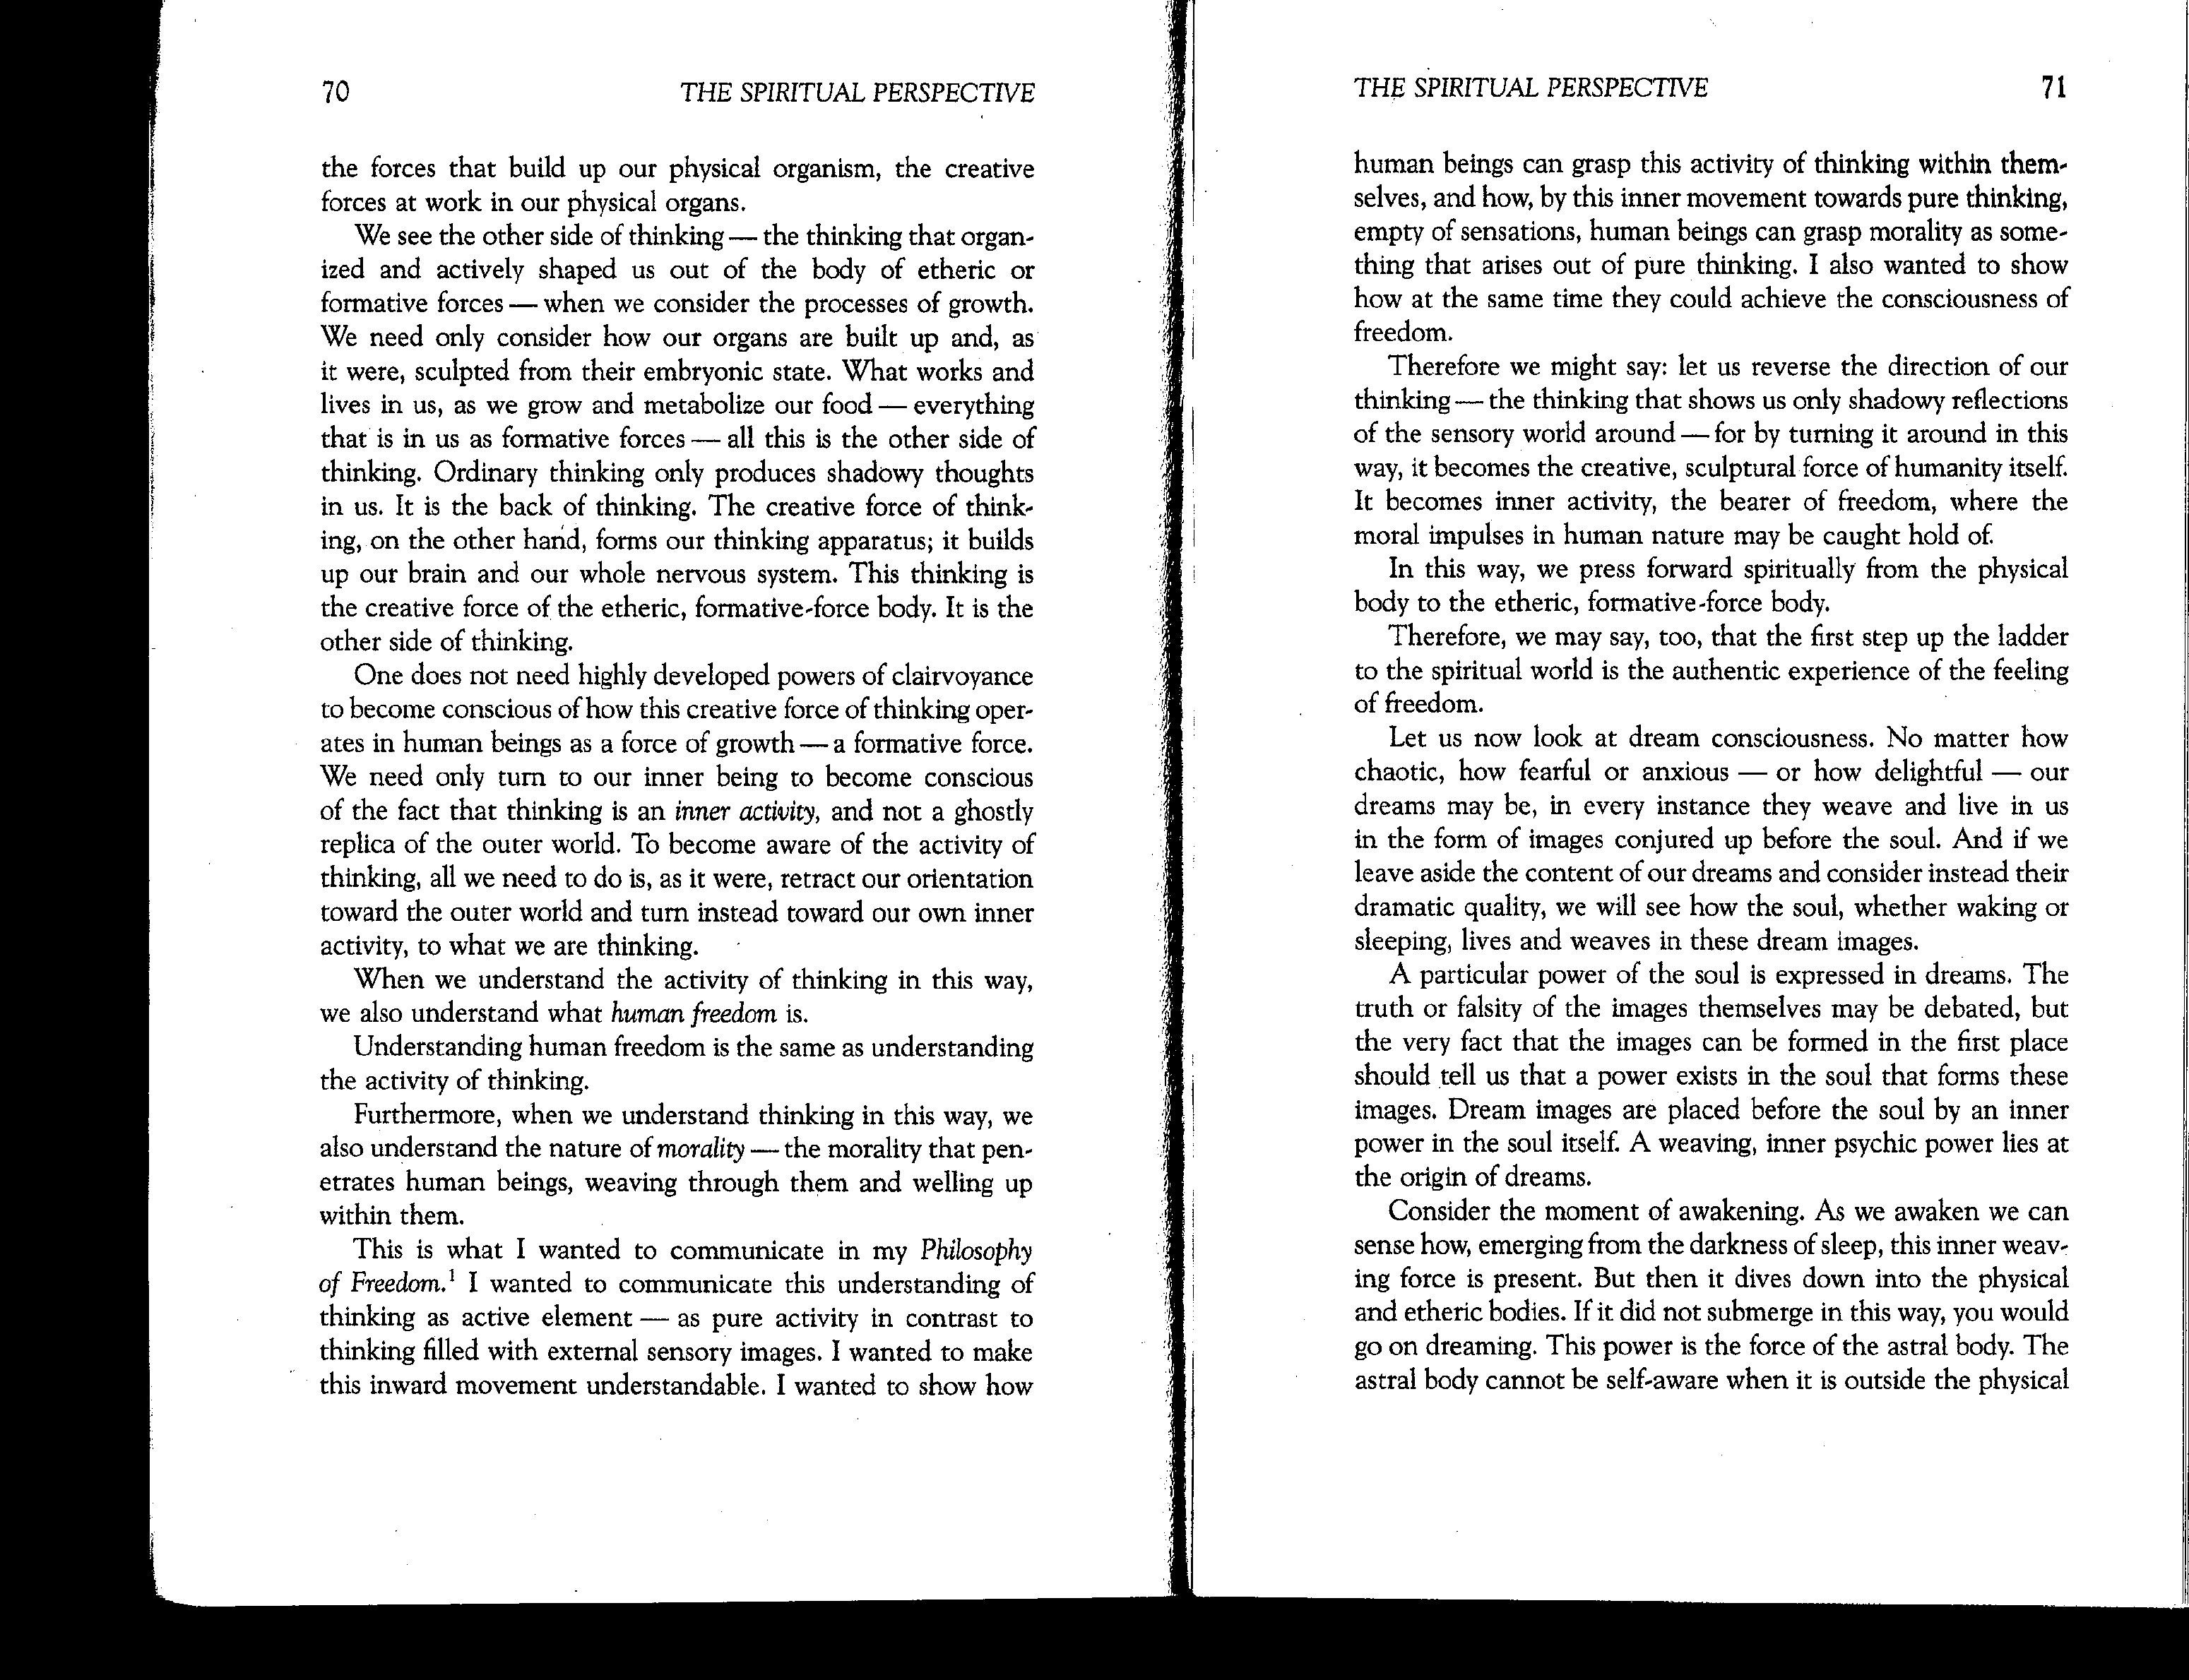 70 THE SPIRITUAL PERSPECTIVE
the forces that build up our physical organism, the creative
forces at work in our physical organs.
We see the other side of thinking — the thinking that organ-
ized and actively shaped us out of the body of etheric or
formative forces — when we consider the processes of growth.
We need only consider how our organs are built up and, as
it were, sculpted from their embryonic state. What works and
lives in us, as we grow and metabolize our food — everything
that is in us as formative forces — all this is the other side of
thinking. Ordinary thinking only produces shadowy thoughts
in us. It is the back of thinking. The creative force of think-
ing, on the other hand, forms our thinking apparatus; it builds
up our brain and our whole nervous system. This thinking is
the creative force of the etheric, formative-force body. It is the
other side of thinking.
One does not need highly developed powers of clairvoyance
to become conscious of how this creative force of thinking oper-
ates in human beings as a force of growth — a formative force.
We need only turn to our inner being to become conscious
of the fact that thinking is an inner activity, and not a ghostly
replica of the outer world. To become aware of the activity of
thinking, all we need to do is, as it were, retract our orientation
toward the outer world and turn instead toward our own inner
activity, to what we are thinking.
When we understand the activity of thinking in this way,
we also understand what human freedom is.
Understanding human freedom is the same as understanding
the activity of thinking.
Furthermore, when we understand thinking in this way, we
also understand the nature of morality — the morality that pen-
etrates human beings, weaving through them and welling up
within them.
This is what I wanted to communicate in my Philosophy
of Freedom.¹ I wanted to communicate this understanding of
thinking as active element — as pure activity in contrast to
thinking filled with external sensory images. I wanted to make
this inward movement understandable. I wanted to show how
THE SPIRITUAL PERSPECTIVE 71
human beings can grasp this activity of thinking within them-
selves, and how, by this inner movement towards pure thinking,
empty of sensations, human beings can grasp morality as some-
thing that arises out of pure thinking. I also wanted to show
how at the same time they could achieve the consciousness of
freedom.
Therefore we might say: let us reverse the direction of our
thinking — the thinking that shows us only shadowy reflections
of the sensory world around — for by turning it around in this
way, it becomes the creative, sculptural force of humanity itself.
It becomes inner activity, the bearer of freedom, where the
moral impulses in human nature may be caught hold of.
In this way, we press forward spiritually from the physical
body to the etheric, formative-force body.
Therefore, we may say, too, that the first step up the ladder
to the spiritual world is the authentic experience of the feeling
of freedom.
Let us now look at dream consciousness. No matter how
chaotic, how fearful or anxious — or how delightful — our
dreams may be, in every instance they weave and live in us
in the form of images conjured up before the soul. And if we
leave aside the content of our dreams and consider instead their
dramatic quality, we will see how the soul, whether waking or
sleeping, lives and weaves in these dream images.
A particular power of the soul is expressed in dreams. The
truth or falsity of the images themselves may be debated, but
the very fact that the images can be formed in the first place
should tell us that a power exists in the soul that forms these
images. Dream images are placed before the soul by an inner
power in the soul itself. A weaving, inner psychic power lies at
the origin of dreams.
Consider the moment of awakening. As we awaken we can
sense how, emerging from the darkness of sleep, this inner weav-
ing force is present. But then it dives down into the physical
and etheric bodies. If it did not submerge in this way, you would
go on dreaming. This power is the force of the astral body. The
astral body cannot be self-aware when it is outside the physical